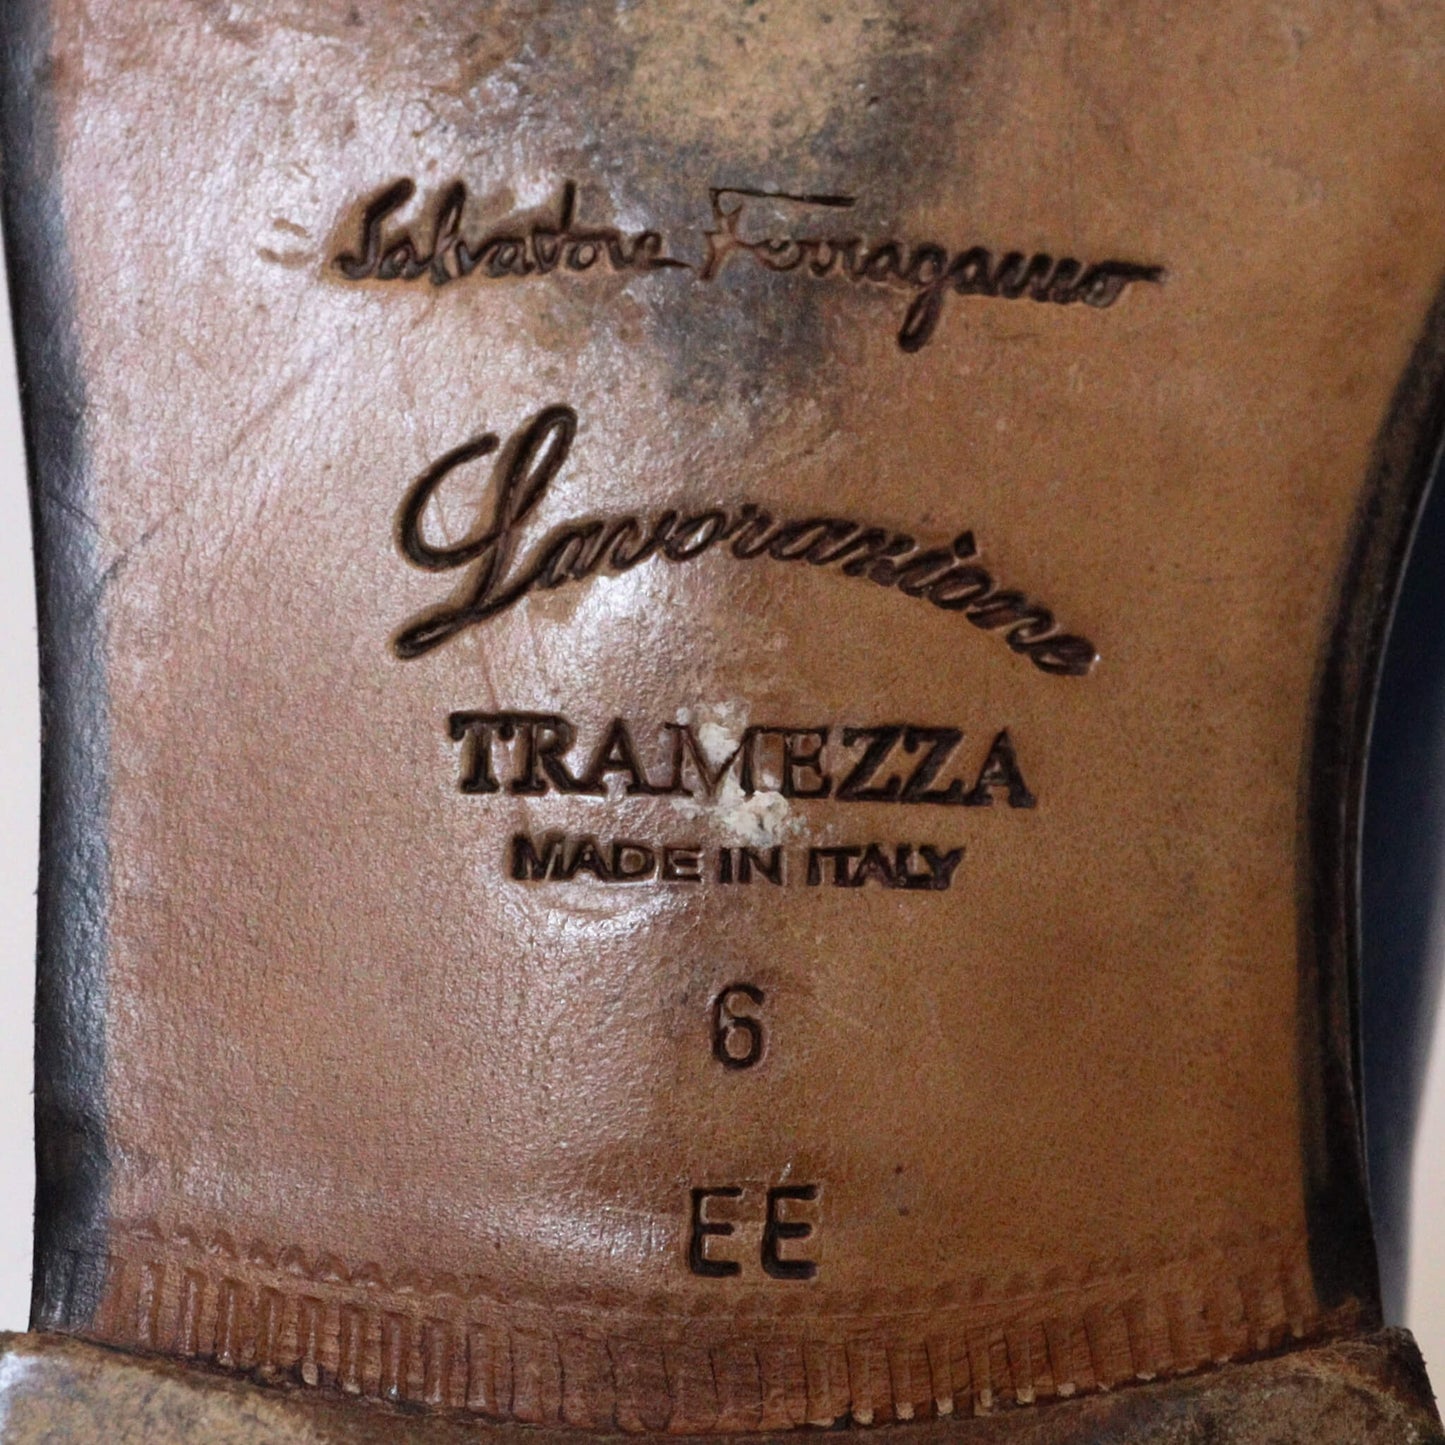 Salvatore Ferragamo
Lavorazione
TRAMEZZA
MADE IN ITALY
6
EE